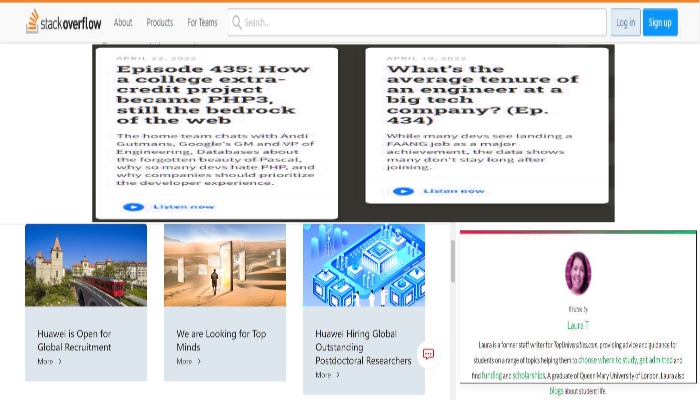 stackoverflow About Products For Teams Search... Log in Sign up
APRIL 22, 2022
Episode 435: How
a college extra-
credit project
became PHP3,
still the bedrock
of the web
The home team chats with Andi
Gutmans, Google's GM and VP of
Engineering, Databases about
the forgotten beauty of Pascal,
why so many devs hate PHP, and
why companies should prioritize
the developer experience.
Listen now
APRIL 19, 2022
What's the
average tenure of
an engineer at a
big tech
company? (Ep.
434)
While many devs see landing a
FAANG job as a major
achievement, the data shows
many don't stay long after
joining.
Listen now
Huawei is Open for
Global Recruitment
More >
We are Looking for Top
Minds
More >
Huawei Hiring Global
Outstanding
Postdoctoral Researchers
More >
Written by
Laura T
Laura is a former staff writer for TopUniversities.com, providing advice and guidance for
students on a range of topics helping them to choose where to study, get admitted and
find funding and scholarships. A graduate of Queen Mary University of London, Laura also
blogs about student life.